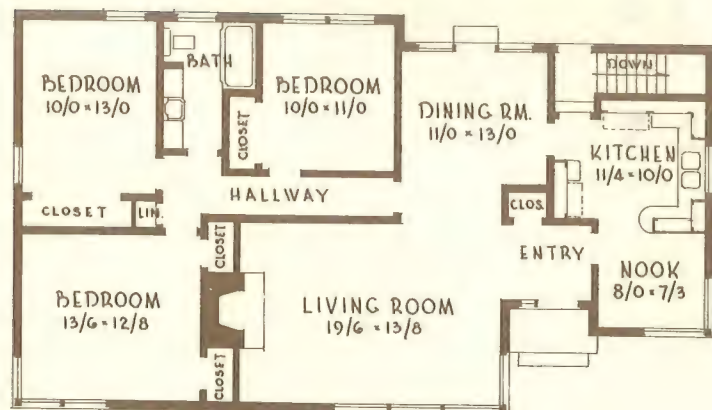 BEDROOM
10/0 × 13/0
BATH
BEDROOM
10/0 × 11/0
CLOSET
DINING RM.
11/0 × 13/0
DOWN
KITCHEN
11/4 × 10/0
CLOSET
LIN.
HALLWAY
CLOS.
CLOSET
ENTRY
NOOK
8/0 × 7/3
BEDROOM
13/6 × 12/8
LIVING ROOM
19/6 × 13/8
CLOSET